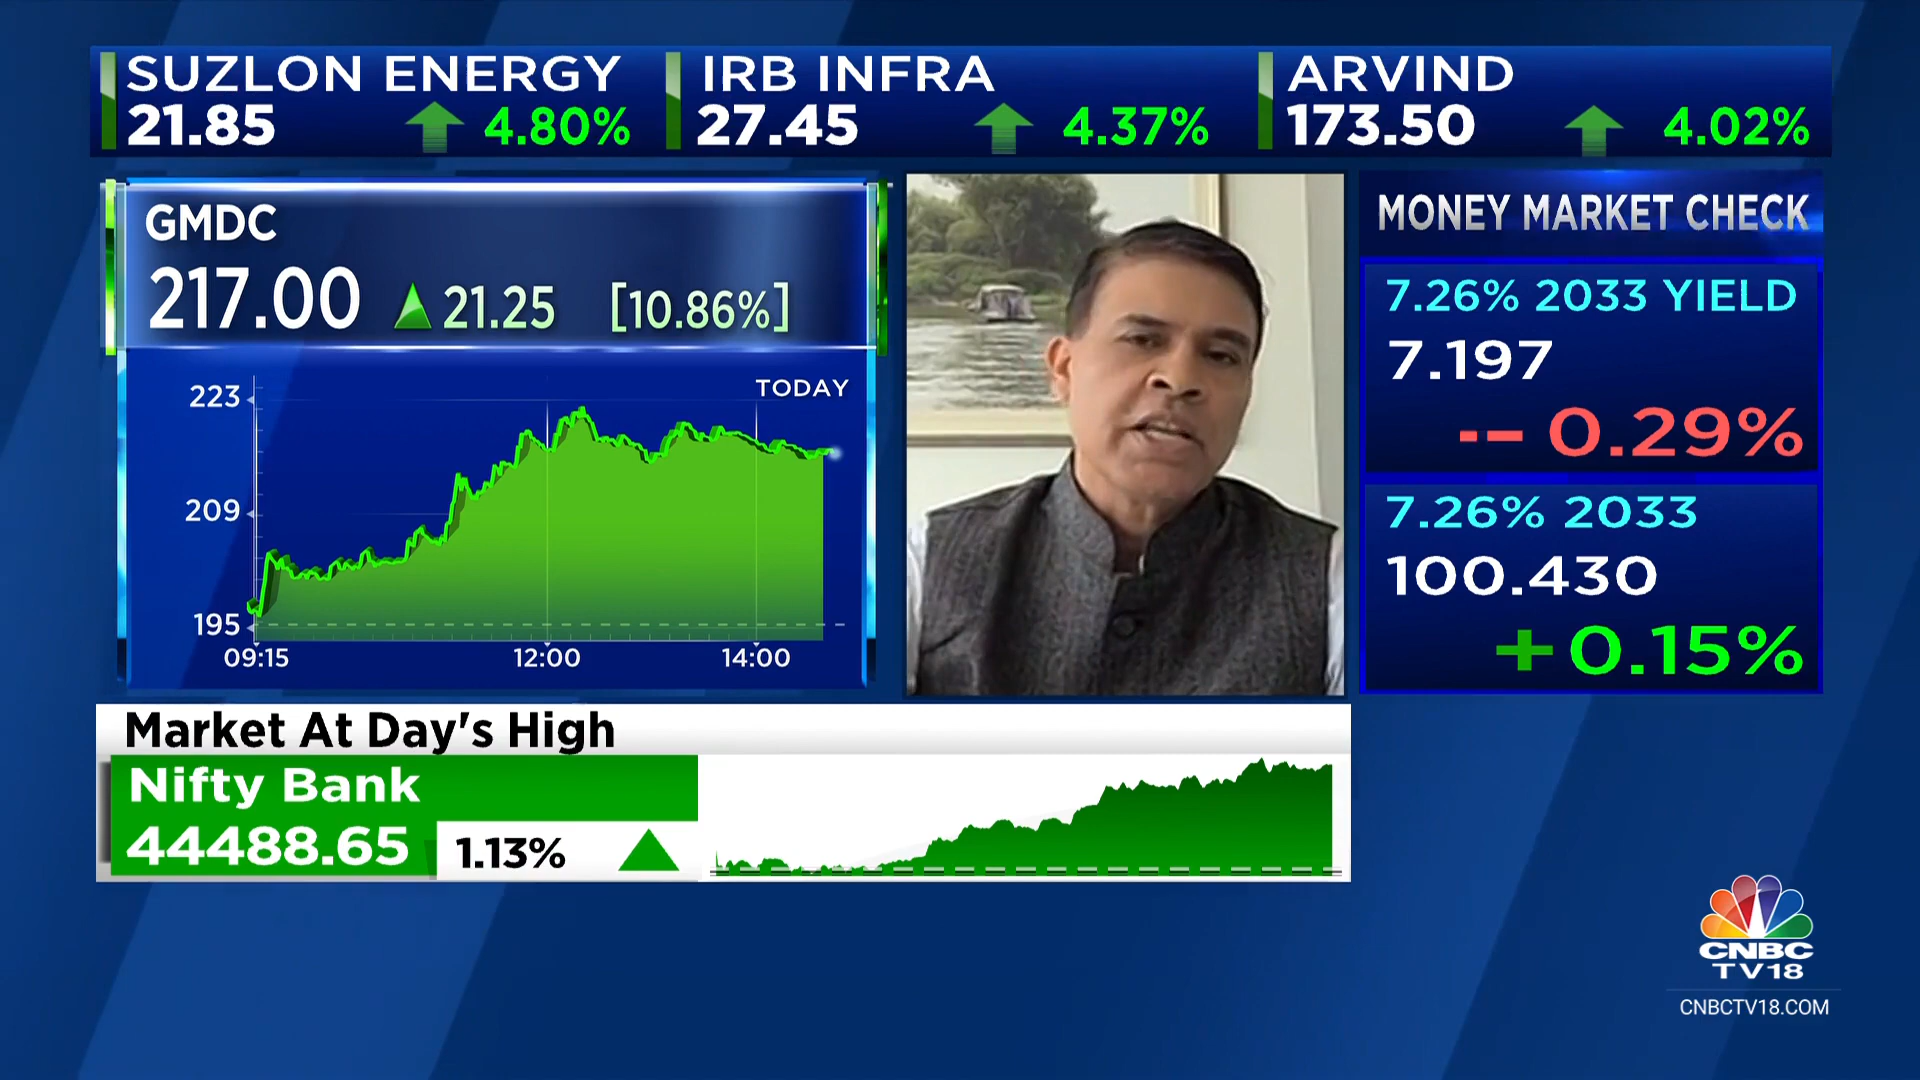 SUZLON ENERGY
21.85 4.80%
IRB INFRA
27.45 4.37%
ARVIND
173.50 4.02%
GMDC
217.00 21.25 [10.86%]
TODAY
223
209
195
09:15 12:00 14:00
MONEY MARKET CHECK
7.26% 2033 YIELD
7.197
-- 0.29%
7.26% 2033
100.430
+0.15%
Market At Day's High
Nifty Bank
44488.65 1.13%
CNBC
TV18
CNBCTV18.COM